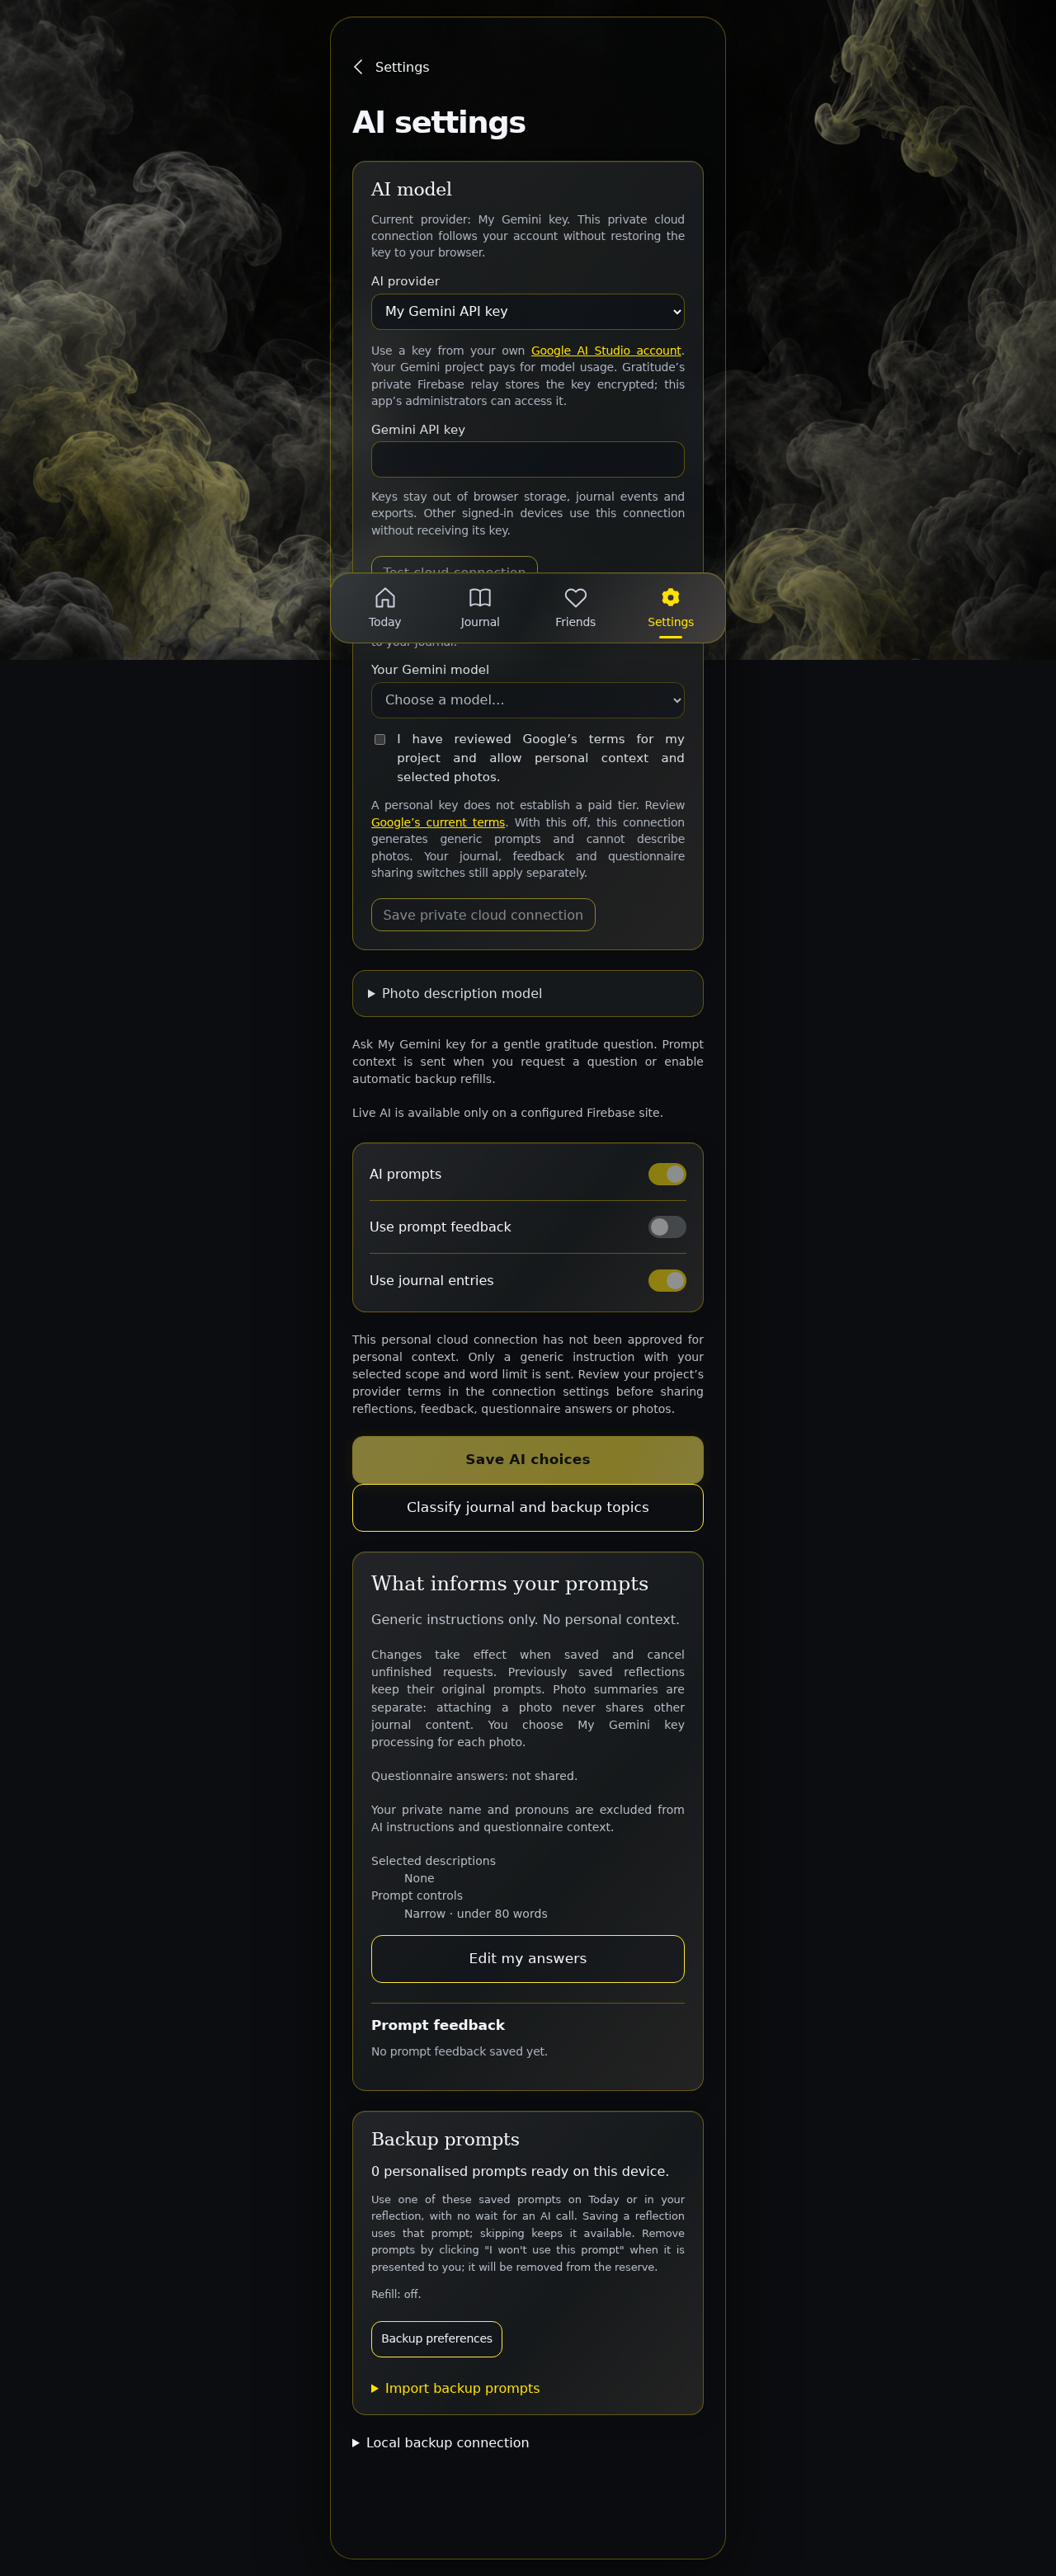 Settings
AI settings
AI model
Current provider: My Gemini key. This private cloud
connection follows your account without restoring the
key to your browser.
AI provider
My Gemini API key
Use a key from your own Google AI Studio account.
Your Gemini project pays for model usage. Gratitude’s
private Firebase relay stores the key encrypted; this
app’s administrators can access it.
Gemini API key
Keys stay out of browser storage, journal events and
exports. Other signed-in devices use this connection
without receiving its key.
Test cloud connection
Today
Journal
Friends
Settings
to your journal.
Your Gemini model
Choose a model…
I have reviewed Google’s terms for my
project and allow personal context and
selected photos.
A personal key does not establish a paid tier. Review
Google’s current terms. With this off, this connection
generates generic prompts and cannot describe
photos. Your journal, feedback and questionnaire
sharing switches still apply separately.
Save private cloud connection
Photo description model
Ask My Gemini key for a gentle gratitude question. Prompt
context is sent when you request a question or enable
automatic backup refills.
Live AI is available only on a configured Firebase site.
AI prompts
Use prompt feedback
Use journal entries
This personal cloud connection has not been approved for
personal context. Only a generic instruction with your
selected scope and word limit is sent. Review your project’s
provider terms in the connection settings before sharing
reflections, feedback, questionnaire answers or photos.
Save AI choices
Classify journal and backup topics
What informs your prompts
Generic instructions only. No personal context.
Changes take effect when saved and cancel
unfinished requests. Previously saved reflections
keep their original prompts. Photo summaries are
separate: attaching a photo never shares other
journal content. You choose My Gemini key
processing for each photo.
Questionnaire answers: not shared.
Your private name and pronouns are excluded from
AI instructions and questionnaire context.
Selected descriptions
None
Prompt controls
Narrow · under 80 words
Edit my answers
Prompt feedback
No prompt feedback saved yet.
Backup prompts
0 personalised prompts ready on this device.
Use one of these saved prompts on Today or in your
reflection, with no wait for an AI call. Saving a reflection
uses that prompt; skipping keeps it available. Remove
prompts by clicking "I won't use this prompt" when it is
presented to you; it will be removed from the reserve.
Refill: off.
Backup preferences
Import backup prompts
Local backup connection